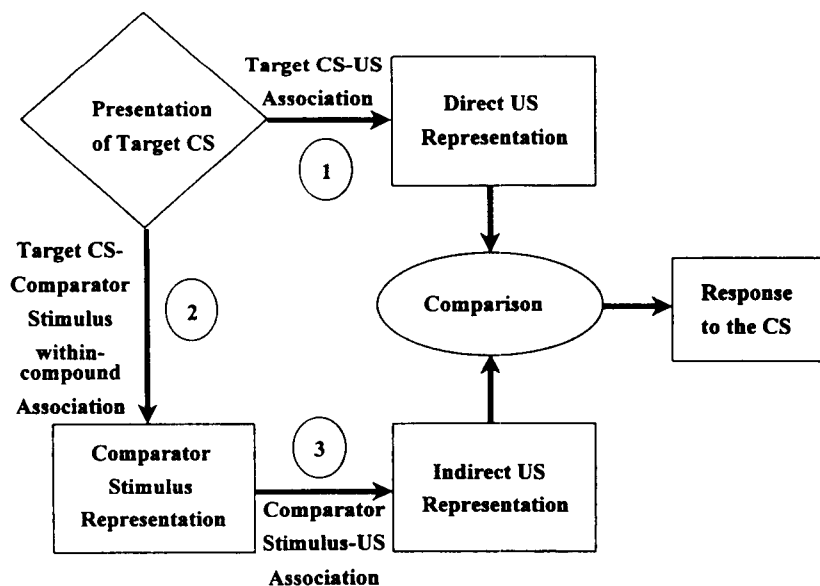 Presentation
of Target CS
Target CS-US
Association
1
Direct US
Representation
Target CS-
Comparator
Stimulus
within-
compound
Association
2
Comparison
Response
to the CS
Comparator
Stimulus
Representation
3
Comparator
Stimulus-US
Association
Indirect US
Representation